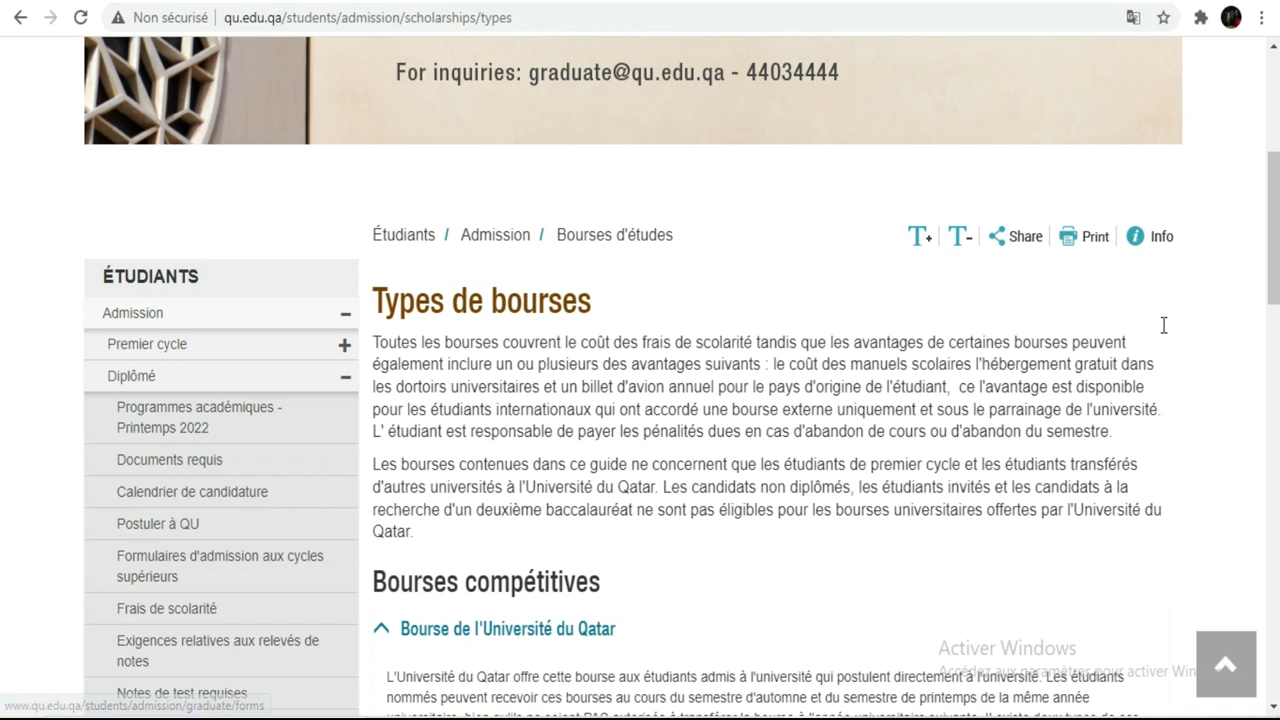 Non sécurisé
qu.edu.qa/students/admission/scholarships/types
For inquiries: graduate@qu.edu.qa - 44034444
Étudiants / Admission / Bourses d'études
T+ T- Share Print Info
ÉTUDIANTS
Admission
Premier cycle
Diplômé
Programmes académiques -
Printemps 2022
Documents requis
Calendrier de candidature
Postuler à QU
Formulaires d'admission aux cycles
supérieurs
Frais de scolarité
Exigences relatives aux relevés de
notes
Notes de test requises
Types de bourses
Toutes les bourses couvrent le coût des frais de scolarité tandis que les avantages de certaines bourses peuvent
également inclure un ou plusieurs des avantages suivants : le coût des manuels scolaires l'hébergement gratuit dans
les dortoirs universitaires et un billet d'avion annuel pour le pays d'origine de l'étudiant, ce l'avantage est disponible
pour les étudiants internationaux qui ont accordé une bourse externe uniquement et sous le parrainage de l'université.
L' étudiant est responsable de payer les pénalités dues en cas d'abandon de cours ou d'abandon du semestre.
Les bourses contenues dans ce guide ne concernent que les étudiants de premier cycle et les étudiants transférés
d'autres universités à l'Université du Qatar. Les candidats non diplômés, les étudiants invités et les candidats à la
recherche d'un deuxième baccalauréat ne sont pas éligibles pour les bourses universitaires offertes par l'Université du
Qatar.
Bourses compétitives
Bourse de l'Université du Qatar
L'Université du Qatar offre cette bourse aux étudiants admis à l'université qui postulent directement à l'université. Les étudiants
nommés peuvent recevoir ces bourses au cours du semestre d'automne et du semestre de printemps de la même année
Activer Windows
Accédez aux paramètres pour activer Win
www.qu.edu.qa/students/admission/graduate/forms